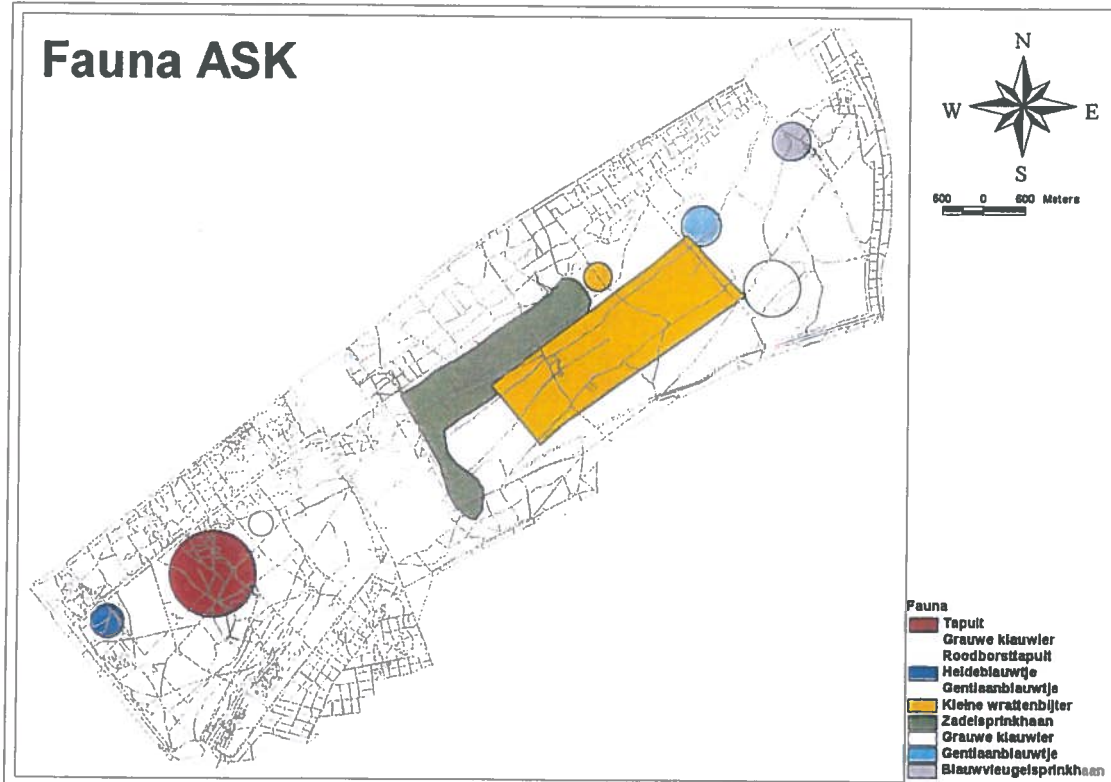 Fauna ASK
N
W E
S
600 0 600 Meters
Fauna
Tapuit
Grauwe klauwier
Roodborsttapuit
Heideblauwtje
Gentiaanblauwtje
Kleine wrattenbijter
Zadelsprinkhaan
Grauwe klauwier
Gentiaanblauwtje
Blauwvleugelsprinkhaan